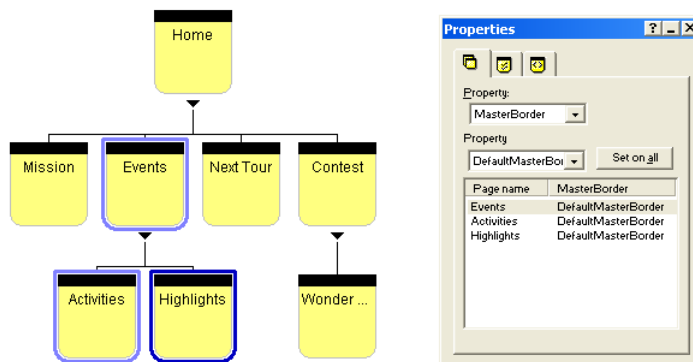 Home
Mission
Events
Next Tour
Contest
Activities
Highlights
Wonder ...
Properties
Property:
MasterBorder
Property
DefaultMasterBor
Set on all
Page name MasterBorder
Events DefaultMasterBorder
Activities DefaultMasterBorder
Highlights DefaultMasterBorder